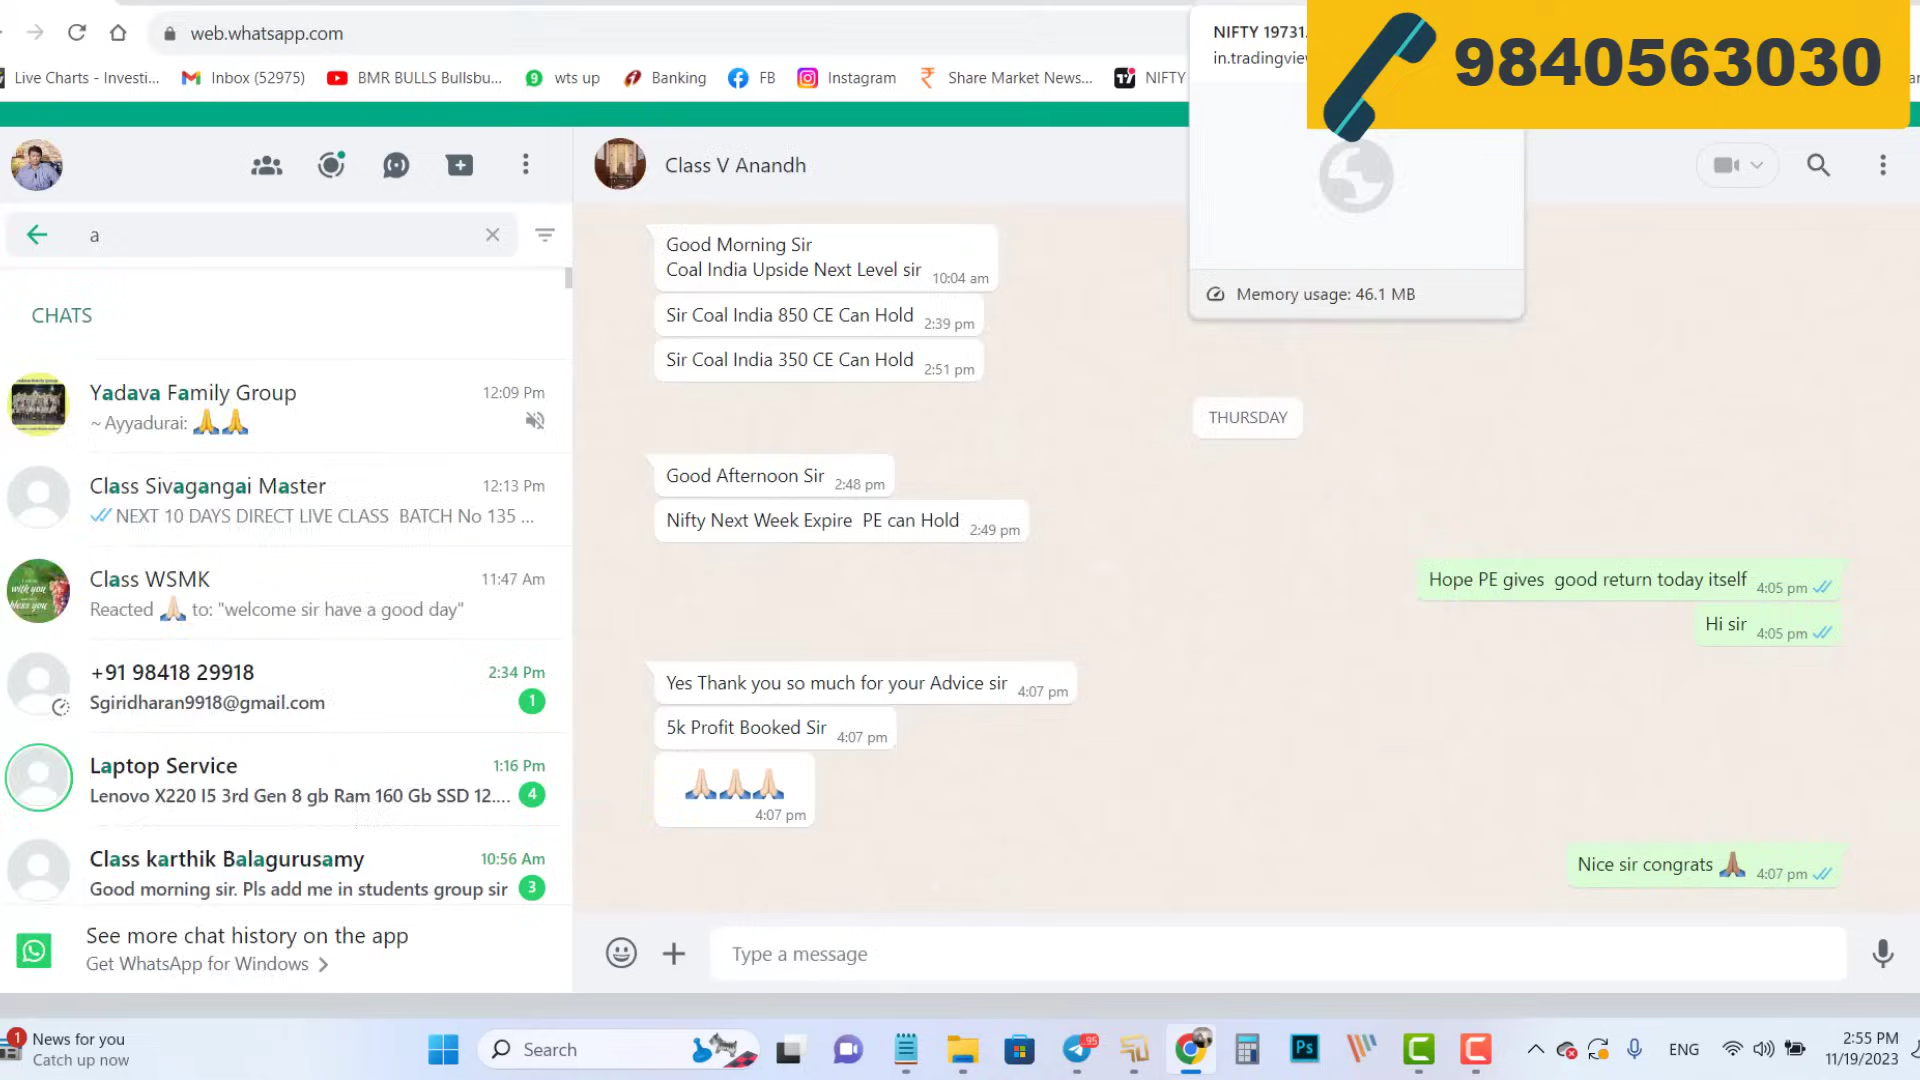 web.whatsapp.com
NIFTY 19731.
in.tradingview
9840563030
Live Charts - Investi...
Inbox (52975)
BMR BULLS Bullsbu...
wts up
Banking
FB
Instagram
Share Market News...
NIFTY
Memory usage: 46.1 MB
a
CHATS
Yadava Family Group
12:09 Pm
~ Ayyadurai: 🙏🙏
Class Sivagangai Master
12:13 Pm
NEXT 10 DAYS DIRECT LIVE CLASS BATCH No 135 ...
Class WSMK
11:47 Am
Reacted 🙏🏻 to: "welcome sir have a good day"
+91 98418 29918
2:34 Pm
Sgiridharan9918@gmail.com
1
Laptop Service
1:16 Pm
Lenovo X220 I5 3rd Gen 8 gb Ram 160 Gb SSD 12....
4
Class karthik Balagurusamy
10:56 Am
Good morning sir. Pls add me in students group sir
3
See more chat history on the app
Get WhatsApp for Windows
Class V Anandh
Good Morning Sir
Coal India Upside Next Level sir 10:04 am
Sir Coal India 850 CE Can Hold 2:39 pm
Sir Coal India 350 CE Can Hold 2:51 pm
THURSDAY
Good Afternoon Sir 2:48 pm
Nifty Next Week Expire PE can Hold 2:49 pm
Hope PE gives good return today itself 4:05 pm
Hi sir 4:05 pm
Yes Thank you so much for your Advice sir 4:07 pm
5k Profit Booked Sir 4:07 pm
🙏🏻🙏🏻🙏🏻
4:07 pm
Nice sir congrats 🙏🏽 4:07 pm
Type a message
1
News for you
Catch up now
Search
95
Ps
ENG
2:55 PM
11/19/2023